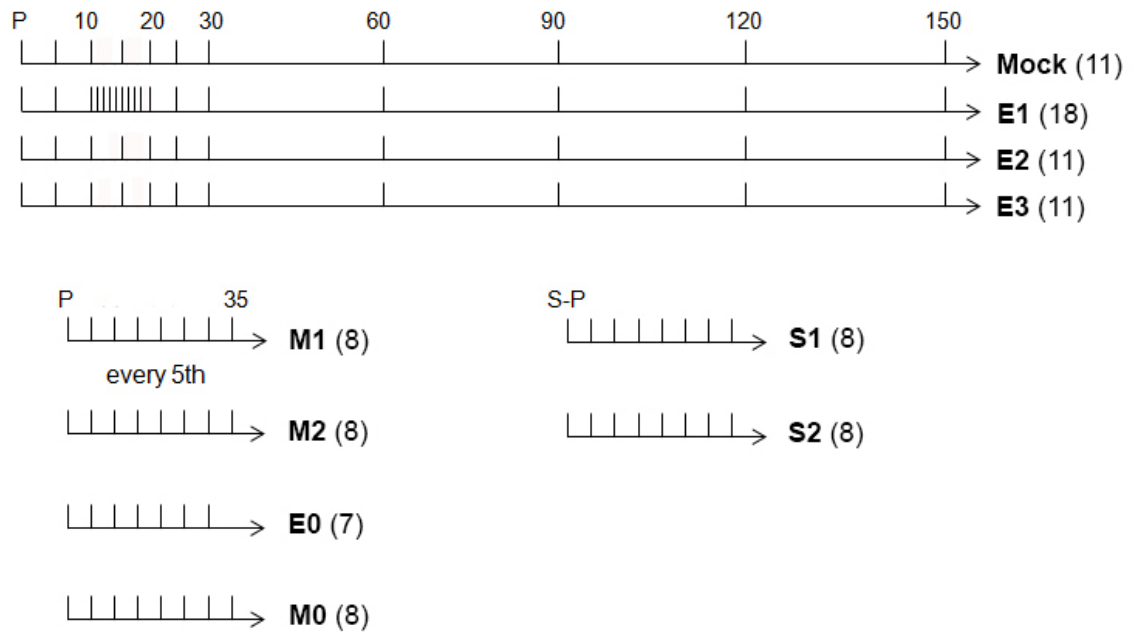 P 10 20 30 60 90 120 150
Mock (11)
E1 (18)
E2 (11)
E3 (11)
P 35
M1 (8)
every 5th
M2 (8)
E0 (7)
M0 (8)
S-P
S1 (8)
S2 (8)